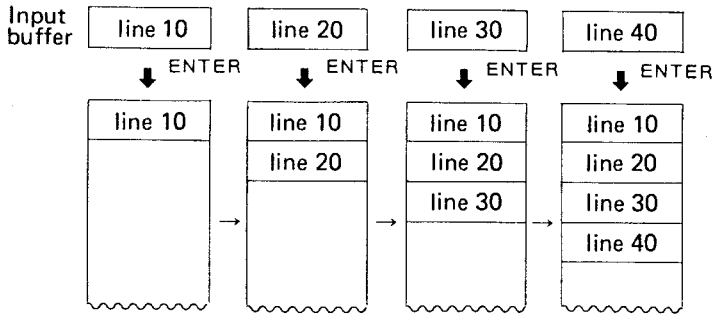 Input buffer
line 10 line 20 line 30 line 40
ENTER ENTER ENTER ENTER
line 10 line 10 line 10 line 10
line 20 line 20 line 20
line 30 line 30
→ → →
line 40